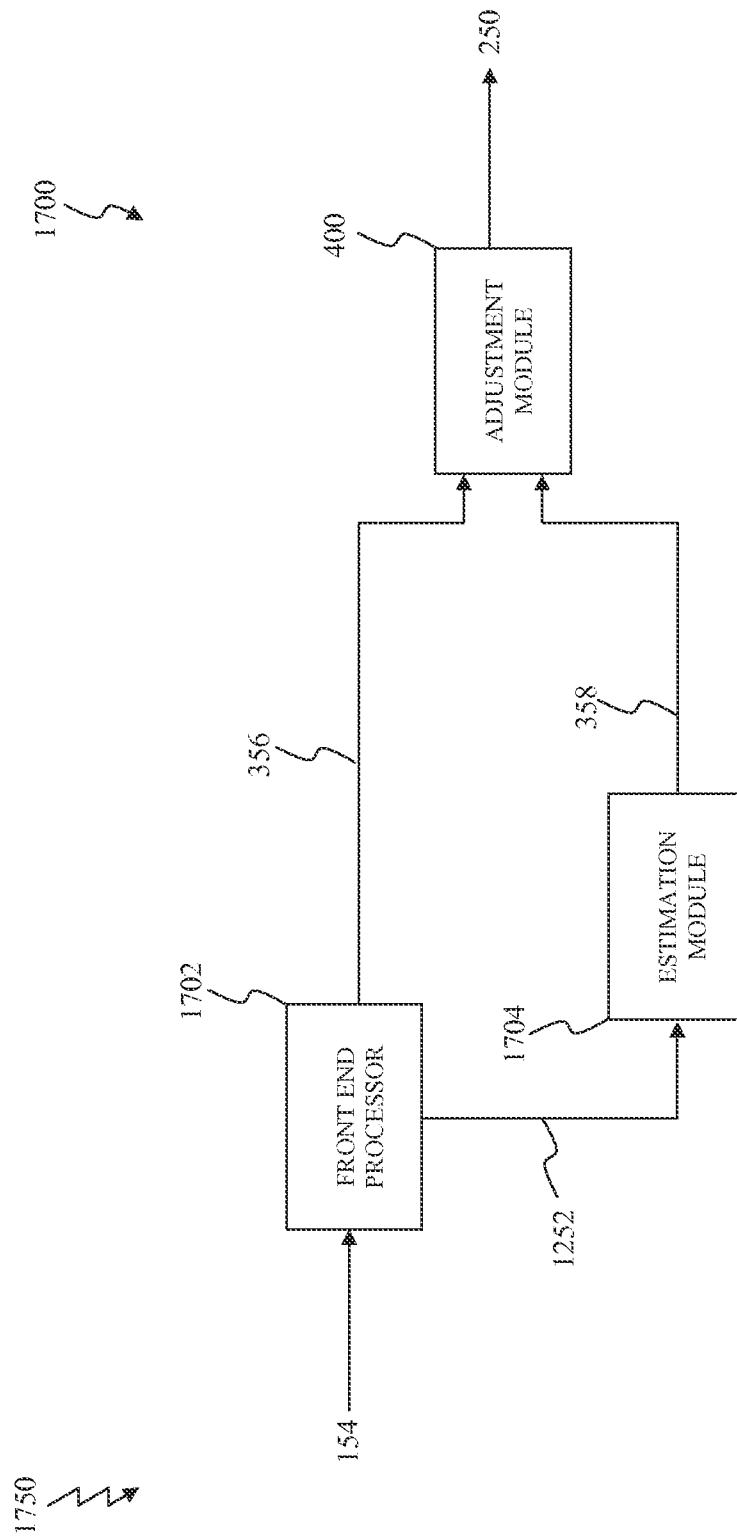 1750
1700
154
FRONT END
PROCESSOR
1702
356
1252
ESTIMATION
MODULE
1704
358
ADJUSTMENT
MODULE
400
250